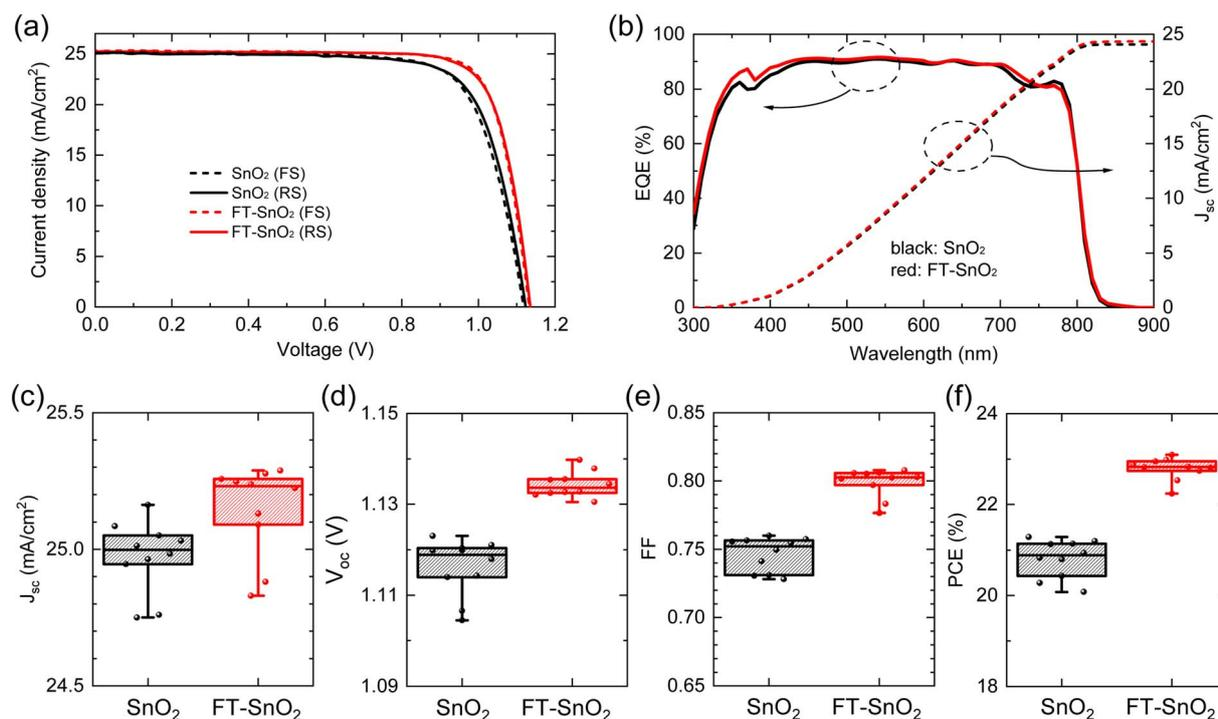 (a)
25
20
15
10
5
0
0.0 0.2 0.4 0.6 0.8 1.0 1.2
Current density (mA/cm²)
Voltage (V)
SnO₂ (FS)
SnO₂ (RS)
FT-SnO₂ (FS)
FT-SnO₂ (RS)
(b)
100
80
60
40
20
0
300 400 500 600 700 800 900
25
20
15
10
5
0
EQE (%)
Jsc (mA/cm²)
Wavelength (nm)
black: SnO₂
red: FT-SnO₂
(c)
25.5
25.0
24.5
Jsc (mA/cm²)
SnO₂ FT-SnO₂
(d)
1.15
1.13
1.11
1.09
Voc (V)
SnO₂ FT-SnO₂
(e)
0.85
0.80
0.75
0.70
0.65
FF
SnO₂ FT-SnO₂
(f)
24
22
20
18
PCE (%)
SnO₂ FT-SnO₂